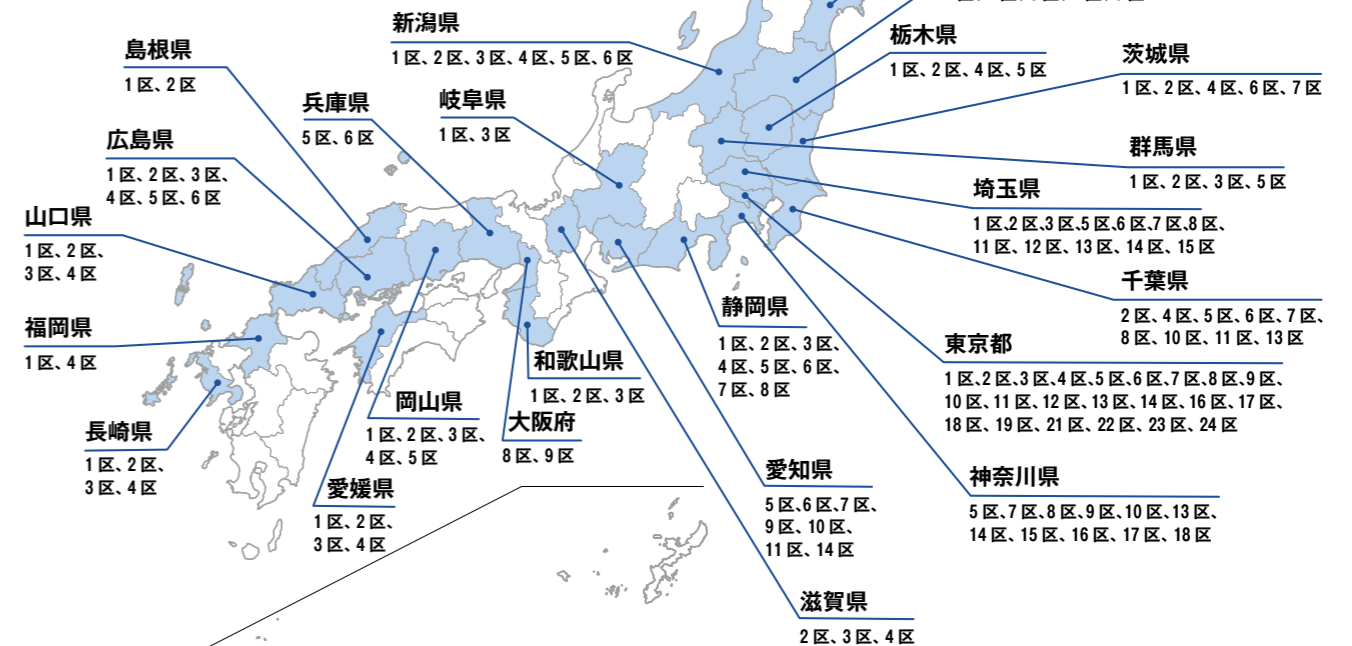 新潟県
1区、2区、3区、4区、5区、6区
島根県
1区、2区
栃木県
1区、2区、4区、5区
茨城県
1区、2区、4区、6区、7区
兵庫県
5区、6区
岐阜県
1区、3区
広島県
1区、2区、3区、
4区、5区、6区
群馬県
1区、2区、3区、5区
埼玉県
1区、2区、3区、5区、6区、7区、8区、
11区、12区、13区、14区、15区
山口県
1区、2区、
3区、4区
千葉県
2区、4区、5区、6区、7区、
8区、10区、11区、13区
福岡県
1区、4区
静岡県
1区、2区、3区、
4区、5区、6区、
7区、8区
東京都
1区、2区、3区、4区、5区、6区、7区、8区、9区、
10区、11区、12区、13区、14区、16区、17区、
18区、19区、21区、22区、23区、24区
和歌山県
1区、2区、3区
岡山県
1区、2区、3区、
4区、5区
大阪府
8区、9区
長崎県
1区、2区、
3区、4区
愛知県
5区、6区、7区、
9区、10区、
11区、14区
神奈川県
5区、7区、8区、9区、10区、13区、
14区、15区、16区、17区、18区
愛媛県
1区、2区、
3区、4区
滋賀県
2区、3区、4区